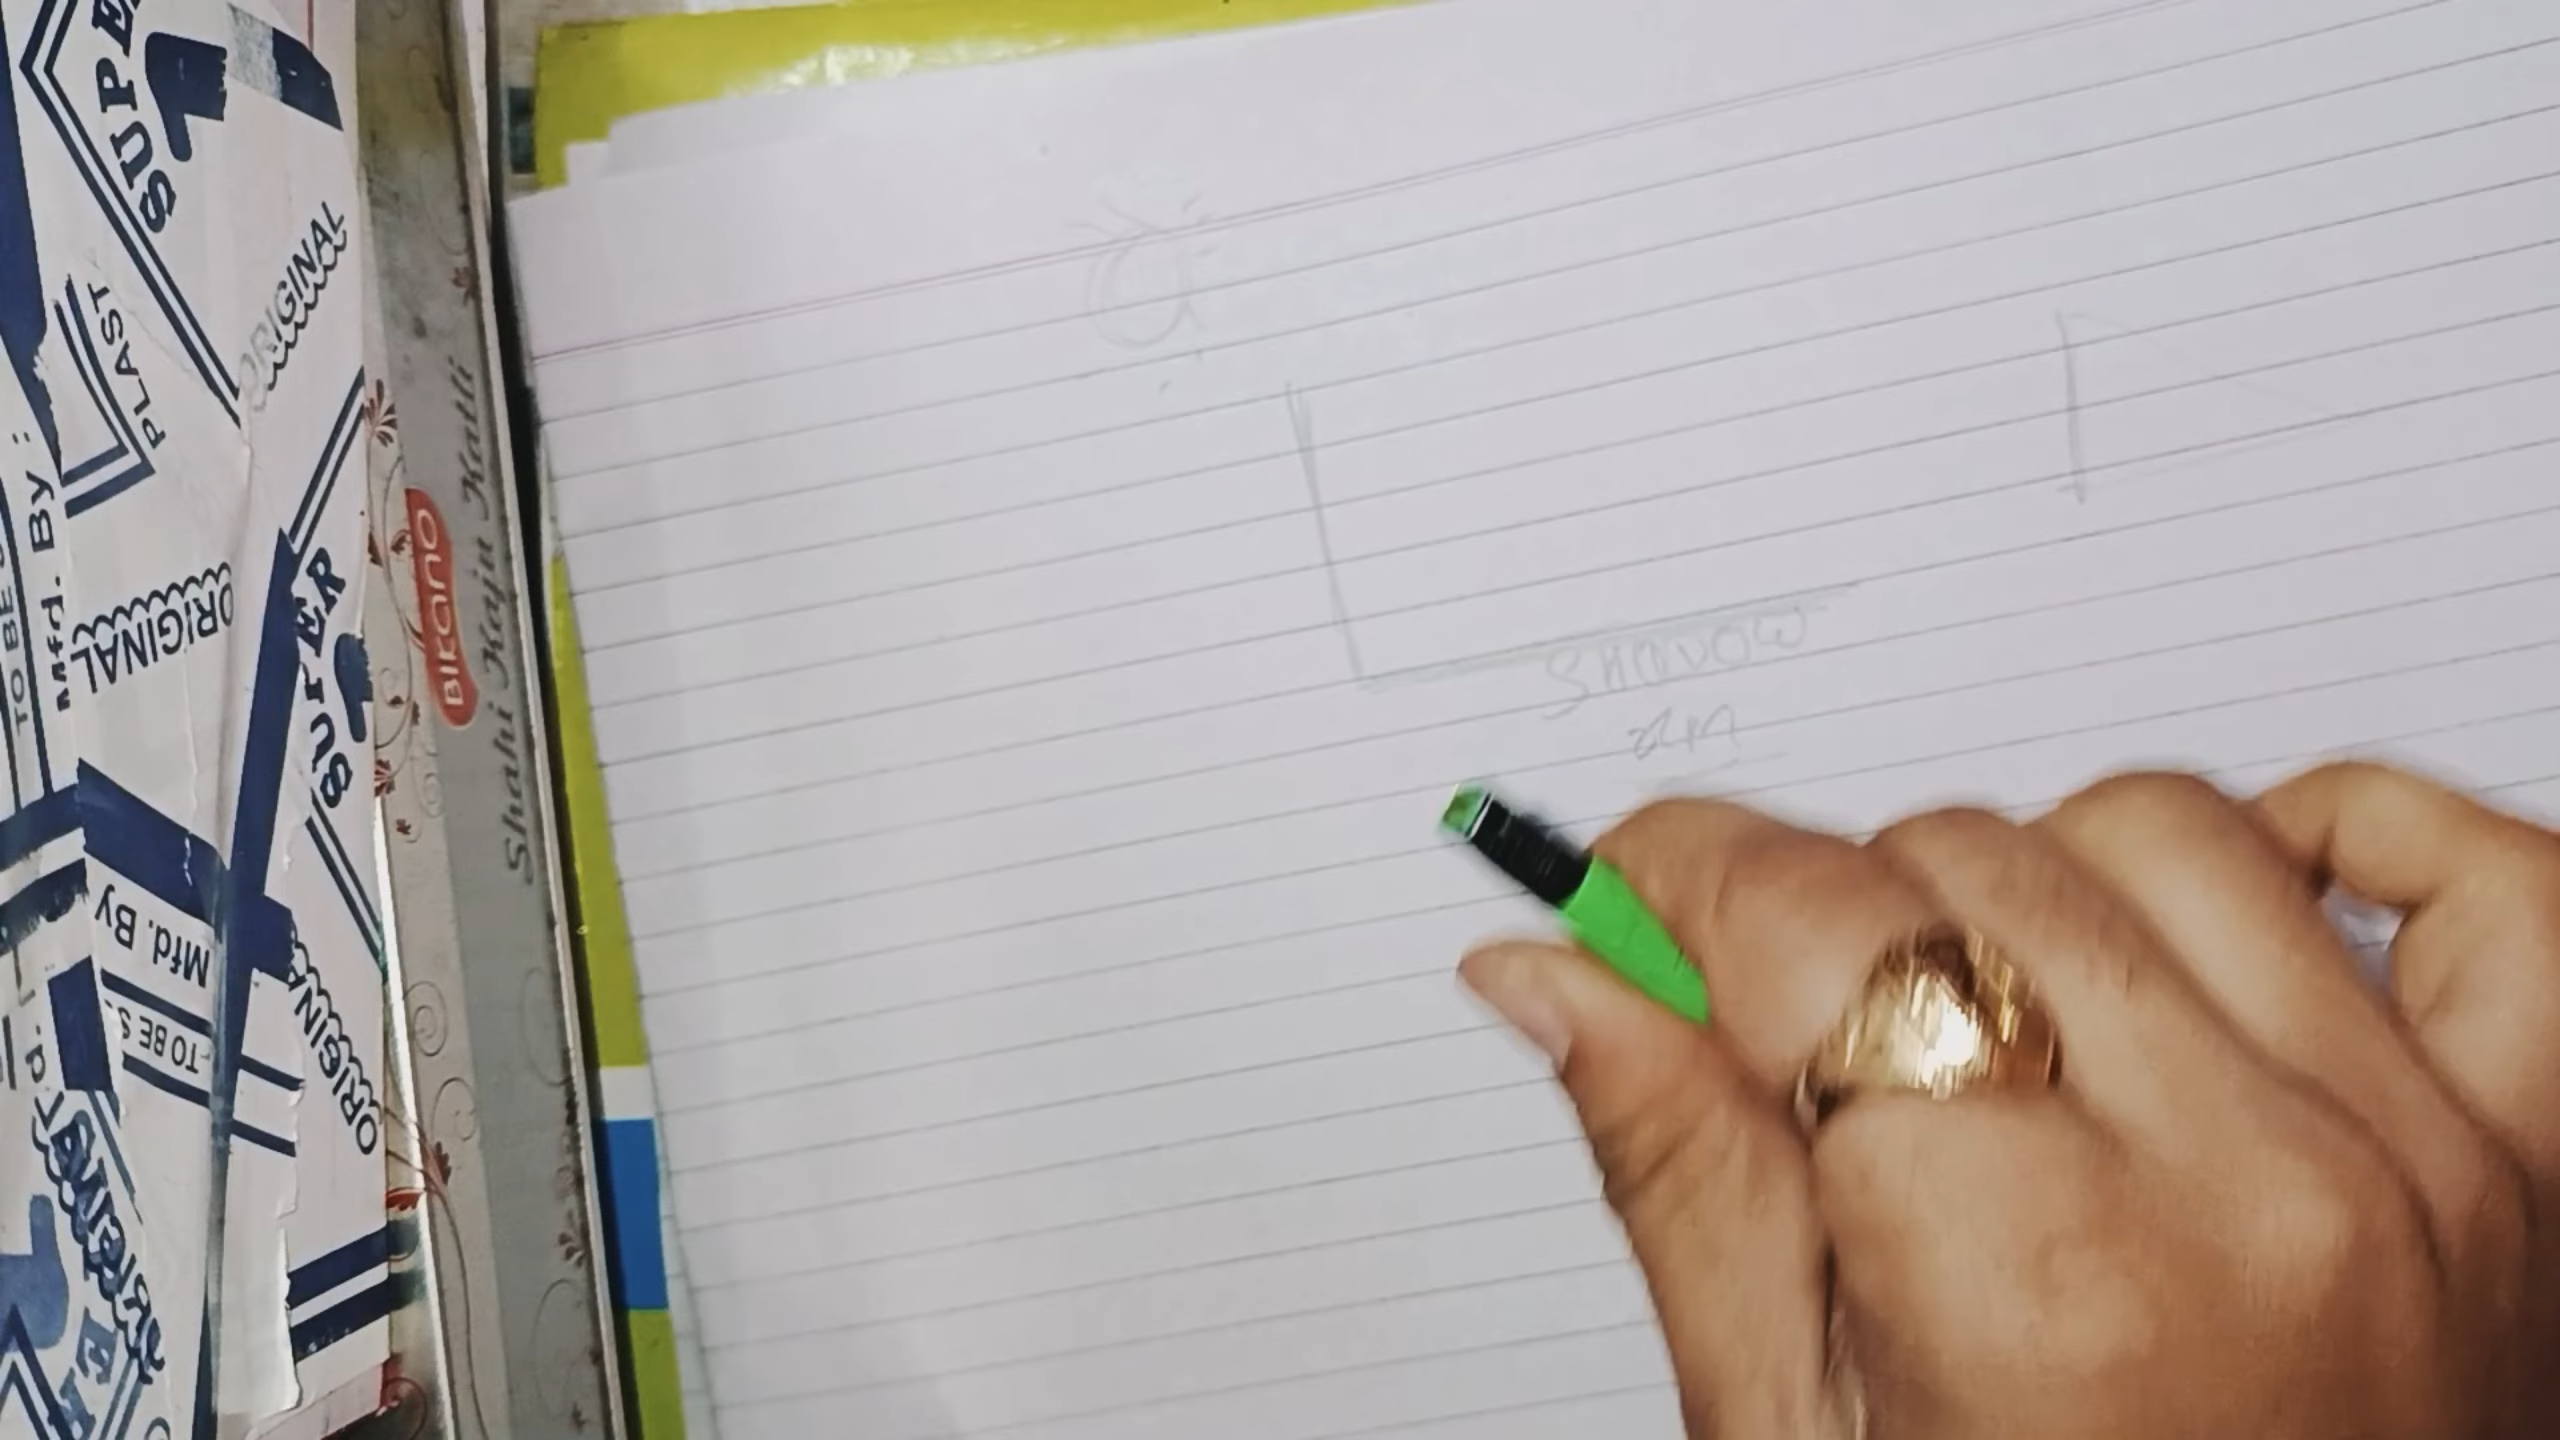 SUPER
ORIGINAL
PLAST
Mfd. By :
ORIGINAL
SUPER
Mfd. By
TO BE S
ORIGINAL
BIKANO
Shahi Kaju Katli
SHADOW